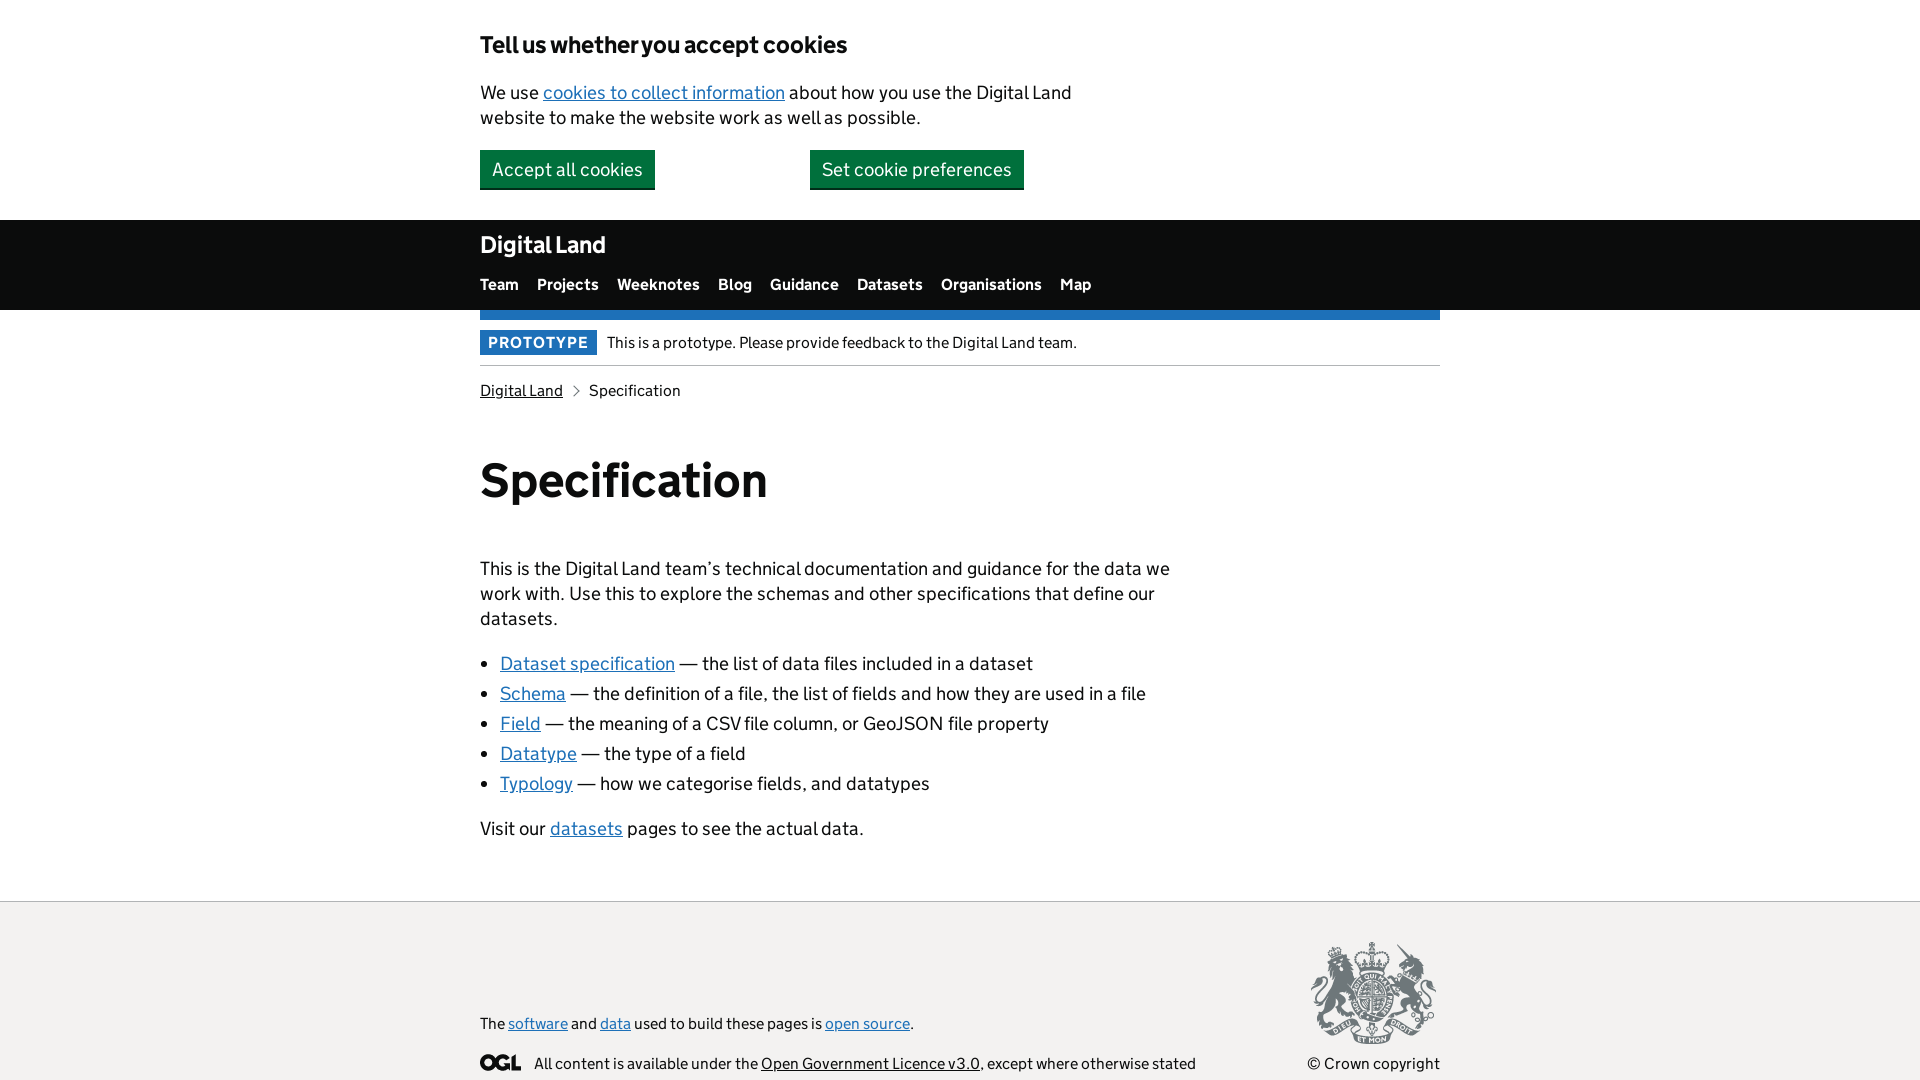 Tell us whether you accept cookies
We use cookies to collect information about how you use the Digital Land
website to make the website work as well as possible.
Accept all cookies
Set cookie preferences
Digital Land
Team Projects Weeknotes Blog Guidance Datasets Organisations Map
PROTOTYPE This is a prototype. Please provide feedback to the Digital Land team.
Digital Land > Specification
Specification
This is the Digital Land team’s technical documentation and guidance for the data we
work with. Use this to explore the schemas and other specifications that define our
datasets.
• Dataset specification — the list of data files included in a dataset
• Schema — the definition of a file, the list of fields and how they are used in a file
• Field — the meaning of a CSV file column, or GeoJSON file property
• Datatype — the type of a field
• Typology — how we categorise fields, and datatypes
Visit our datasets pages to see the actual data.
The software and data used to build these pages is open source.
OGL All content is available under the Open Government Licence v3.0, except where otherwise stated
DIEU ET MON DROIT
© Crown copyright